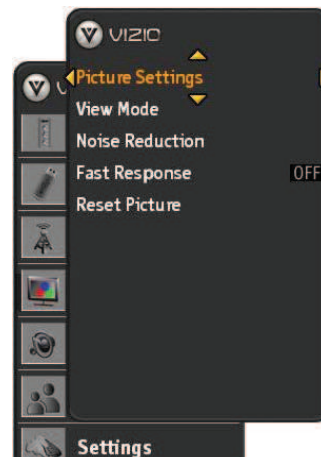 VIZIO
V
Picture Settings
View Mode
Noise Reduction
Fast Response OFF
Reset Picture
Settings